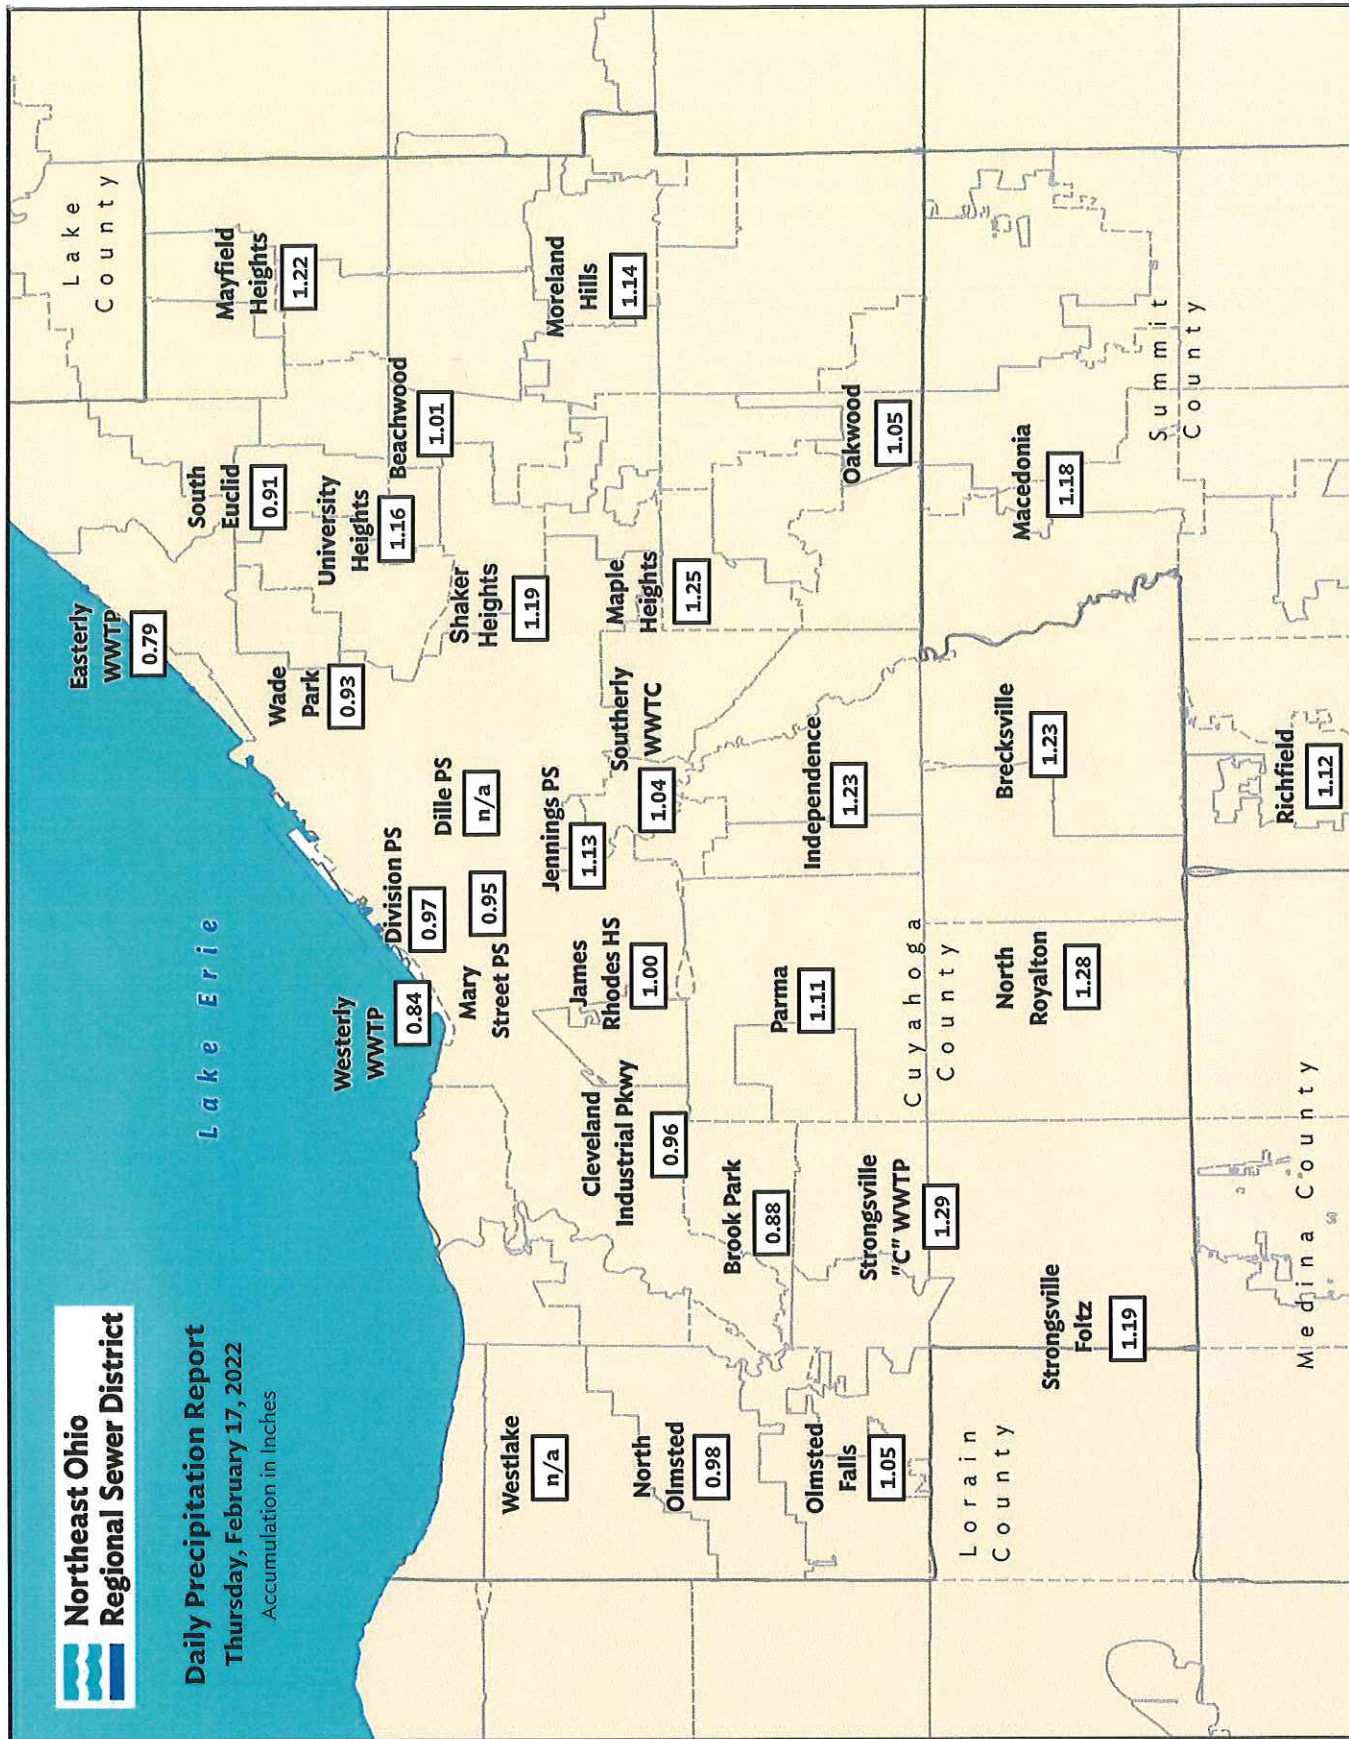 Northeast Ohio
Regional Sewer District
Daily Precipitation Report
Thursday, February 17, 2022
Accumulation in Inches
Lake Erie
Lake
County
Easterly
WWTP
0.79
South
Euclid
0.91
Mayfield
Heights
1.22
Wade
Park
0.93
University
Heights
1.16
Beachwood
1.01
Westerly
WWTP
0.84
Division PS
0.97
Dille PS
n/a
Mary
Street PS
0.95
Shaker
Heights
1.19
Moreland
Hills
1.14
Westlake
n/a
Jennings PS
1.13
James
Rhodes HS
1.00
Cleveland
Industrial Pkwy
0.96
Southerly
WWTC
1.04
Maple
Heights
1.25
North
Olmsted
0.98
Brook Park
0.88
Parma
1.11
Independence
1.23
Oakwood
1.05
Olmsted
Falls
1.05
Strongsville
"C" WWTP
1.29
Cuyahoga
County
Lorain
County
North
Royalton
1.28
Brecksville
1.23
Macedonia
1.18
Strongsville
Foltz
1.19
Summit
County
Medina County
Richfield
1.12